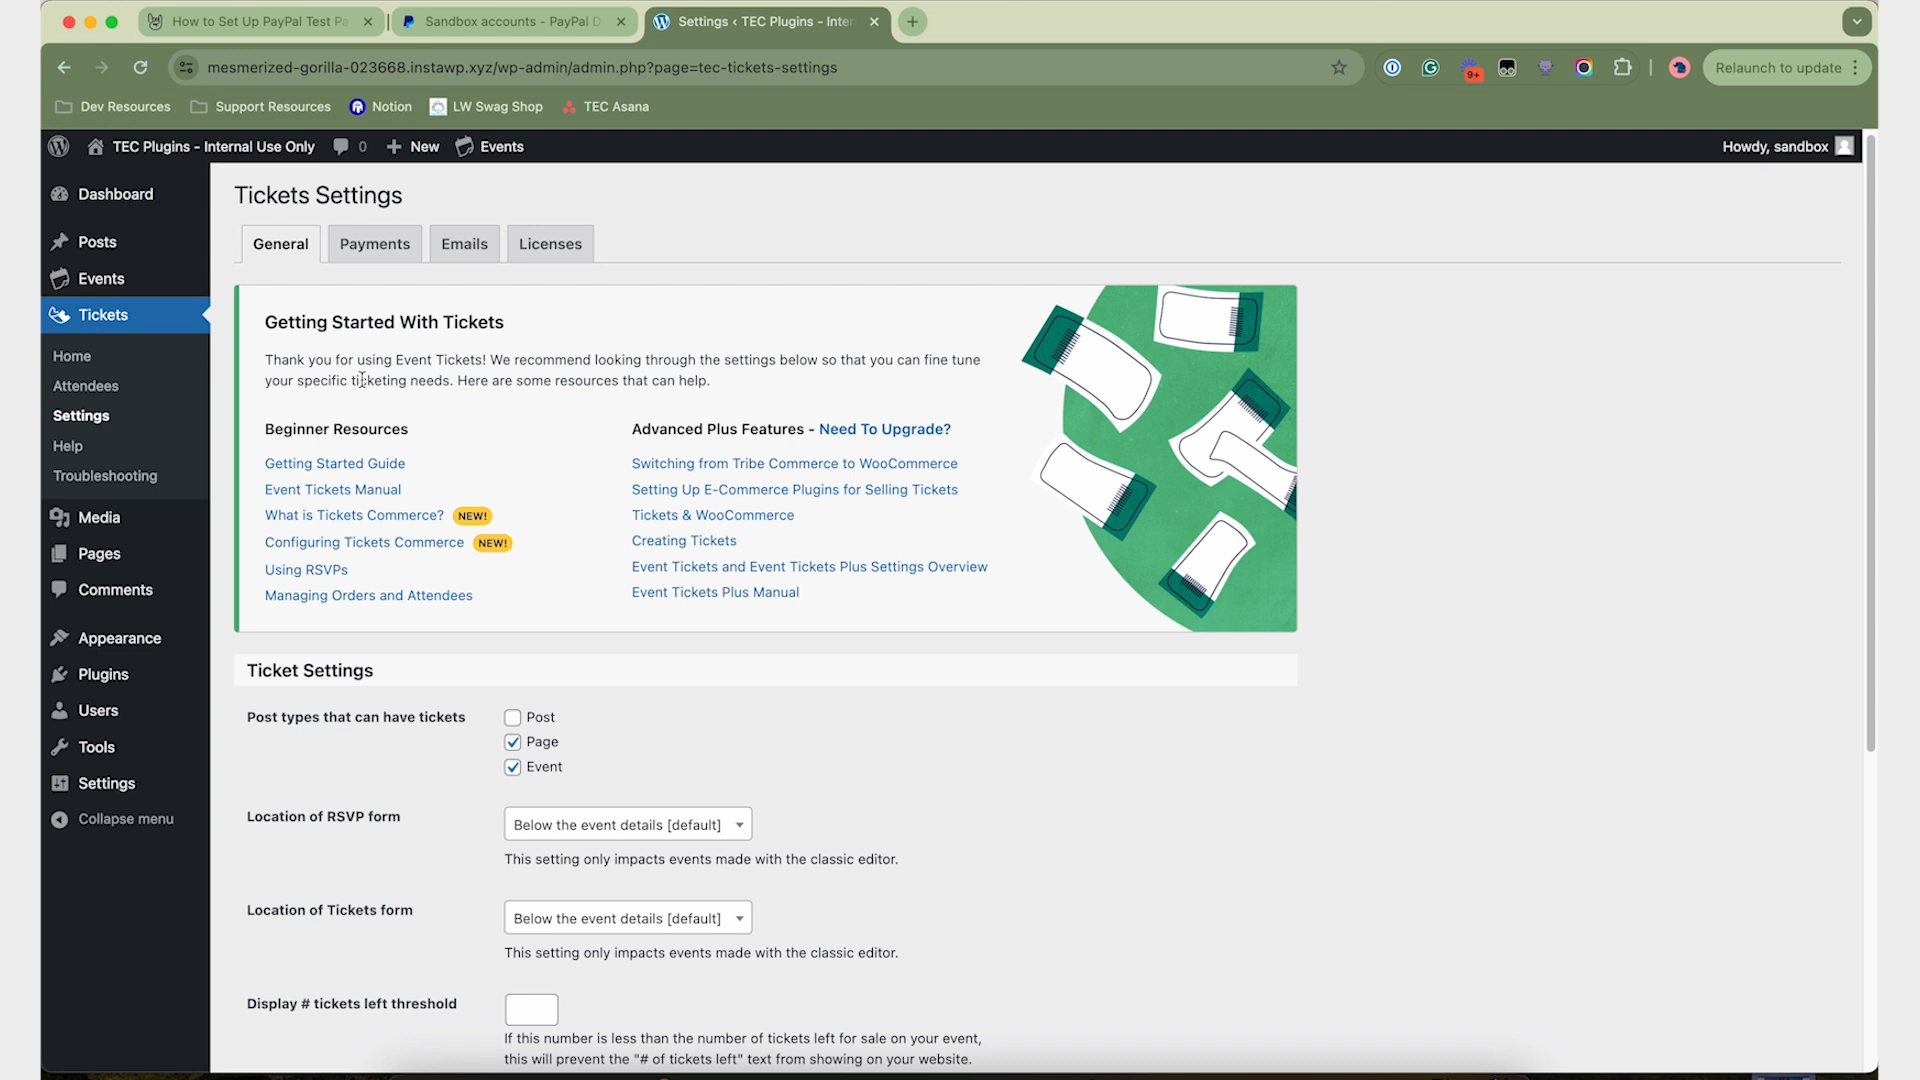 How to Set Up PayPal Test Pa
Sandbox accounts - PayPal D
Settings ‹ TEC Plugins - Inter
mesmerized-gorilla-023668.instawp.xyz/wp-admin/admin.php?page=tec-tickets-settings
9+
Relaunch to update
Dev Resources
Support Resources
Notion
LW Swag Shop
TEC Asana
TEC Plugins - Internal Use Only
0
New
Events
Howdy, sandbox
Dashboard
Posts
Events
Tickets
Home
Attendees
Settings
Help
Troubleshooting
Media
Pages
Comments
Appearance
Plugins
Users
Tools
Settings
Collapse menu
Tickets Settings
General
Payments
Emails
Licenses
Getting Started With Tickets
Thank you for using Event Tickets! We recommend looking through the settings below so that you can fine tune
your specific ticketing needs. Here are some resources that can help.
Beginner Resources
Getting Started Guide
Event Tickets Manual
What is Tickets Commerce? NEW!
Configuring Tickets Commerce NEW!
Using RSVPs
Managing Orders and Attendees
Advanced Plus Features - Need To Upgrade?
Switching from Tribe Commerce to WooCommerce
Setting Up E-Commerce Plugins for Selling Tickets
Tickets & WooCommerce
Creating Tickets
Event Tickets and Event Tickets Plus Settings Overview
Event Tickets Plus Manual
Ticket Settings
Post types that can have tickets
Post
Page
Event
Location of RSVP form
Below the event details [default]
This setting only impacts events made with the classic editor.
Location of Tickets form
Below the event details [default]
This setting only impacts events made with the classic editor.
Display # tickets left threshold
If this number is less than the number of tickets left for sale on your event,
this will prevent the "# of tickets left" text from showing on your website.